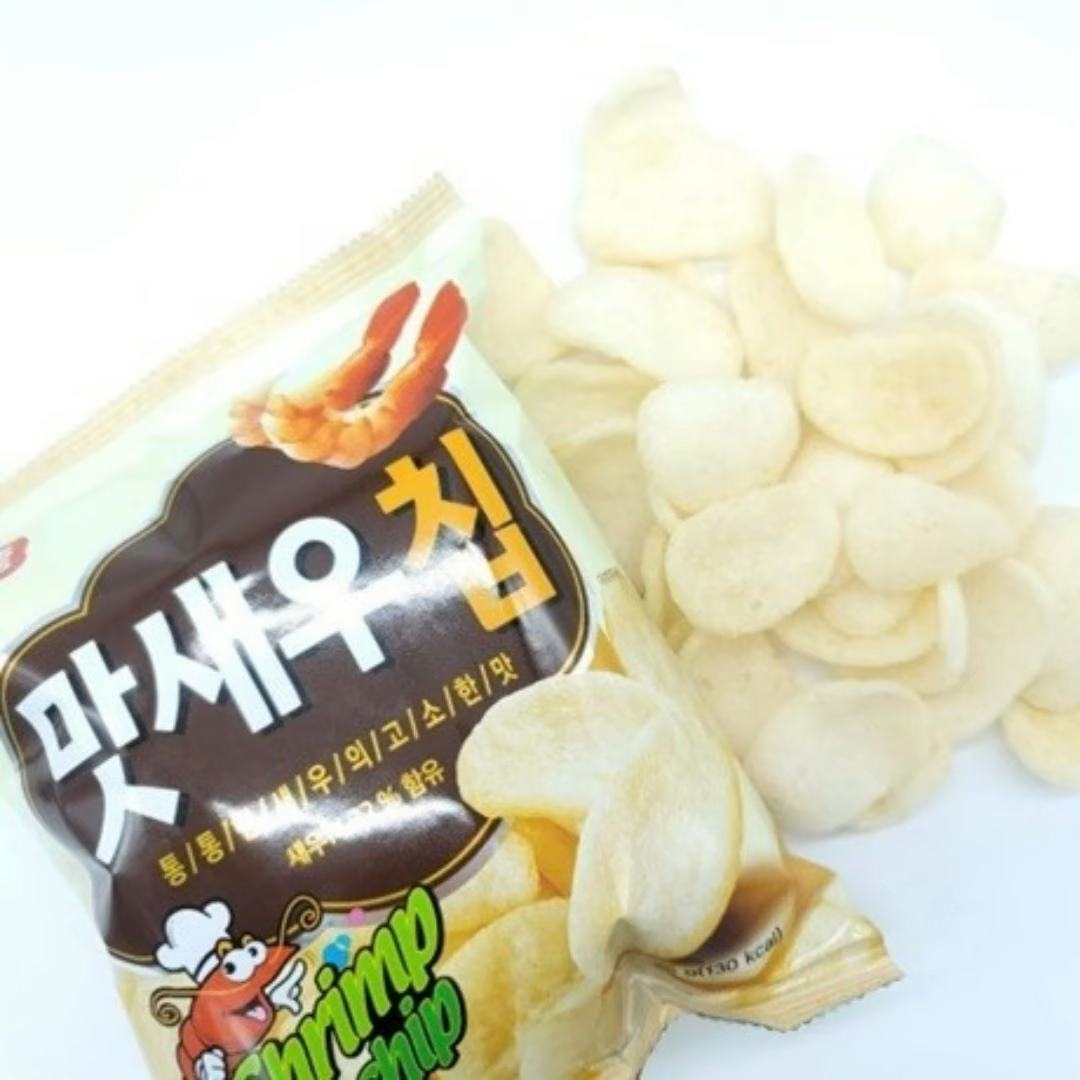 맛새우칩
통/통/한/새/우/의/고/소/한/맛
새우 % 함유
Shrimp
chip
(130 kcal)